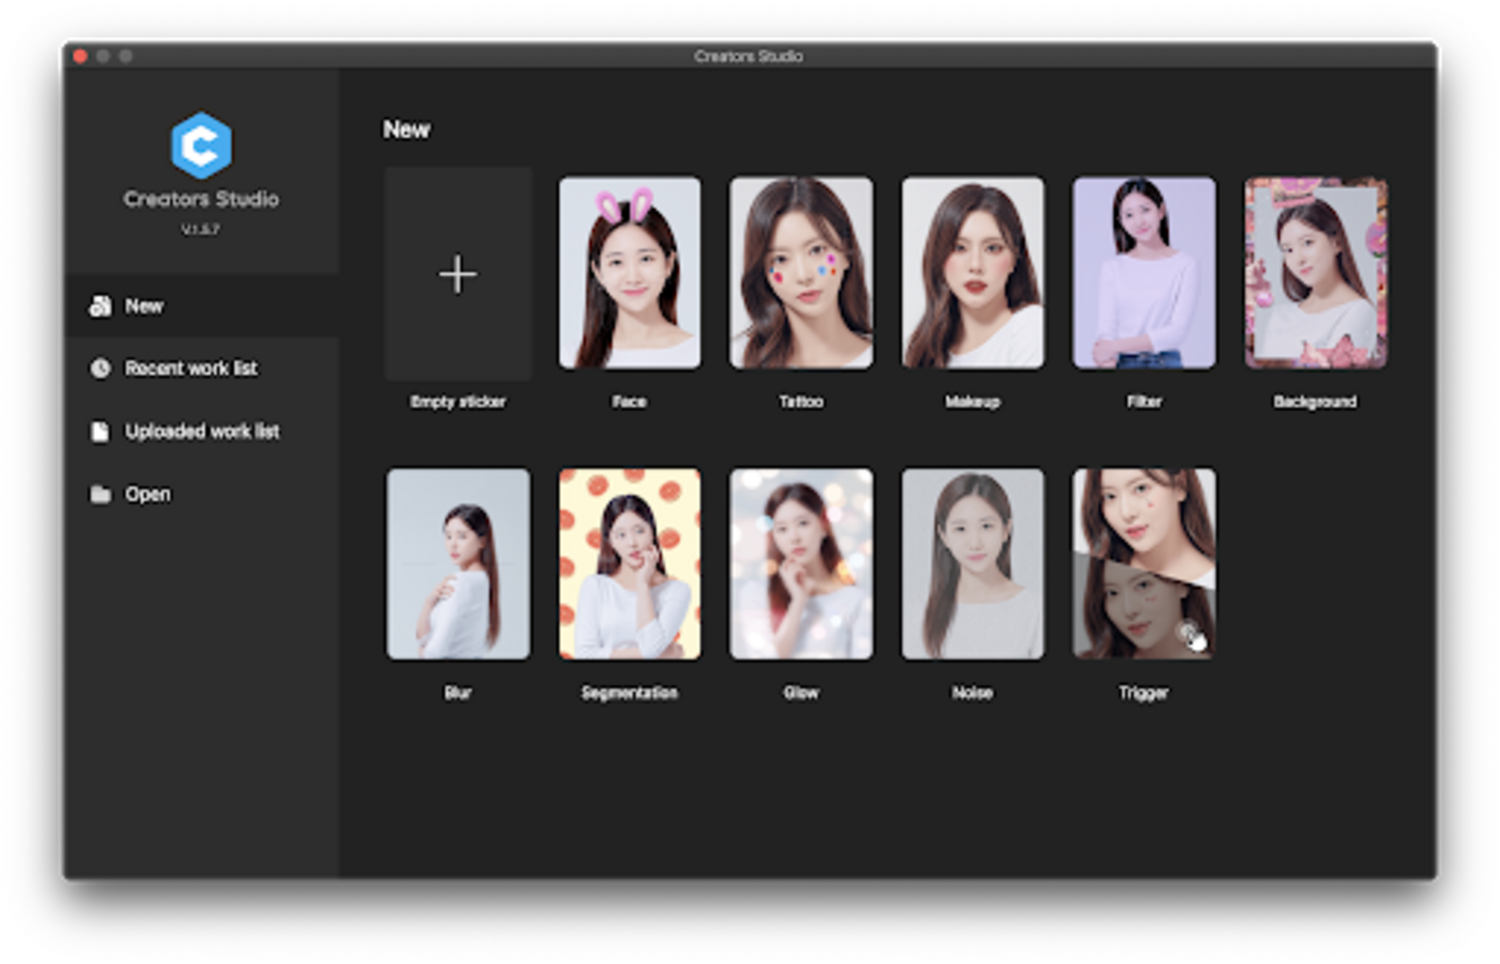 Creators Studio
Creators Studio
V.1.5.7
New
Recent work list
Uploaded work list
Open
New
Empty sticker
Face
Tattoo
Makeup
Filter
Background
Blur
Segmentation
Glow
Noise
Trigger